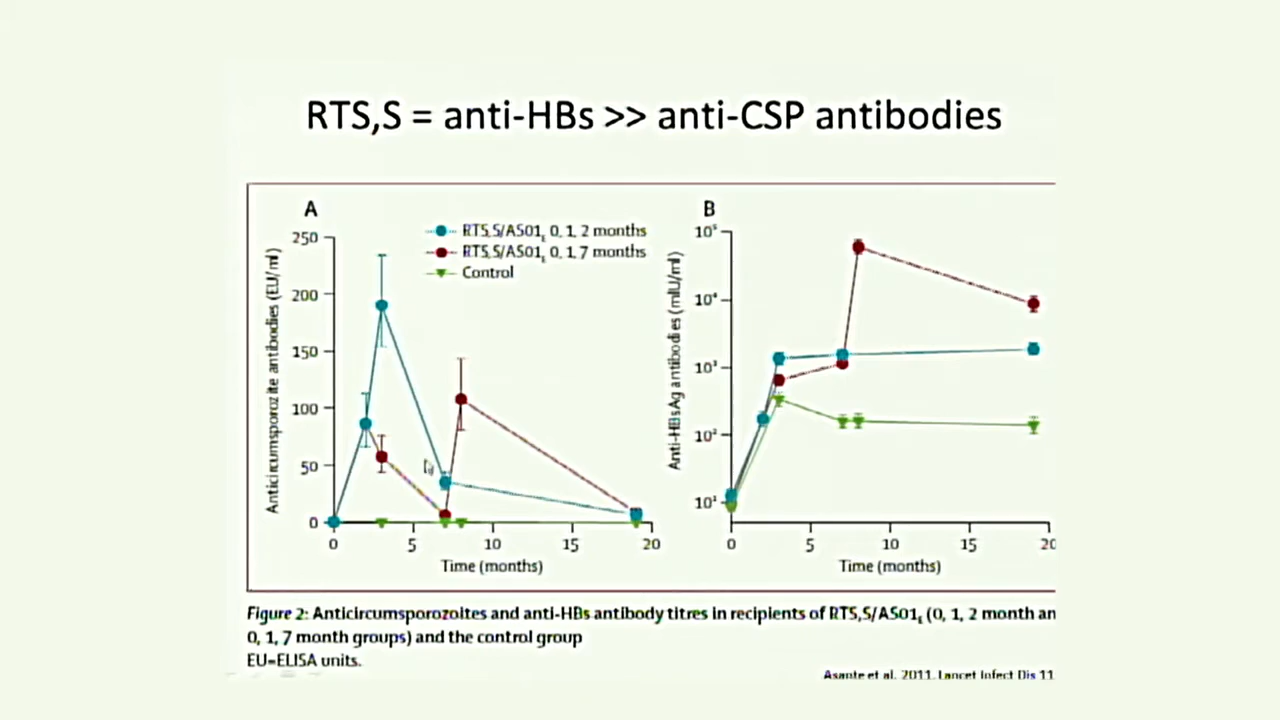 RTS,S = anti-HBs >> anti-CSP antibodies
A
RTS,S/AS01E 0, 1, 2 months
RTS,S/AS01E 0, 1, 7 months
Control
250
200
150
100
50
0
Anticircumsporozoite antibodies (EU/ml)
0 5 10 15 20
Time (months)
B
10⁵
10⁴
10³
10²
10¹
Anti-HBsAg antibodies (mIU/ml)
0 5 10 15 20
Time (months)
Figure 2: Anticircumsporozoites and anti-HBs antibody titres in recipients of RTS,S/AS01E (0, 1, 2 month an
0, 1, 7 month groups) and the control group
EU=ELISA units.
Asante et al. 2011. Lancet Infect Dis 11